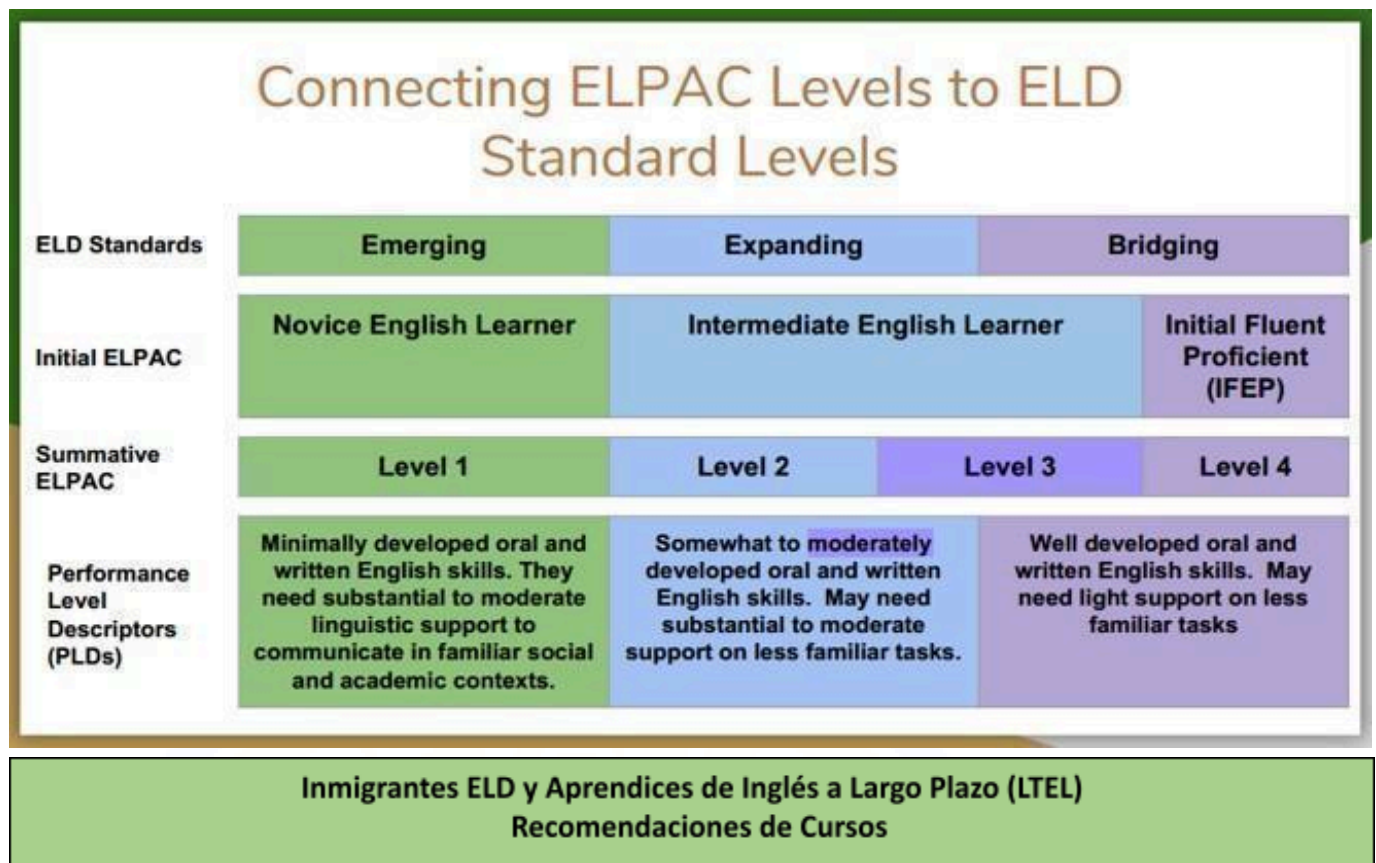 Connecting ELPAC Levels to ELD
Standard Levels
ELD Standards
Emerging
Expanding
Bridging
Initial ELPAC
Novice English Learner
Intermediate English Learner
Initial Fluent
Proficient
(IFEP)
Summative
ELPAC
Level 1
Level 2
Level 3
Level 4
Performance
Level
Descriptors
(PLDs)
Minimally developed oral and
written English skills. They
need substantial to moderate
linguistic support to
communicate in familiar social
and academic contexts.
Somewhat to moderately
developed oral and written
English skills. May need
substantial to moderate
support on less familiar tasks.
Well developed oral and
written English skills. May
need light support on less
familiar tasks
Inmigrantes ELD y Aprendices de Inglés a Largo Plazo (LTEL)
Recomendaciones de Cursos